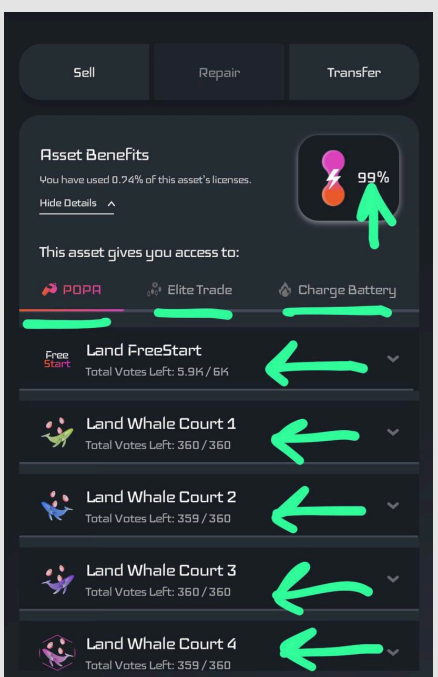 Sell
Repair
Transfer
Asset Benefits
You have used 0.74% of this asset's licenses.
99%
Hide Details
This asset gives you access to:
POPA
Elite Trade
Charge Battery
Free
Start
Land FreeStart
Total Votes Left: 5.9K/6K
Land Whale Court 1
Total Votes Left: 360/360
Land Whale Court 2
Total Votes Left: 359/360
Land Whale Court 3
Total Votes Left: 360/360
Land Whale Court 4
Total Votes Left: 359/360